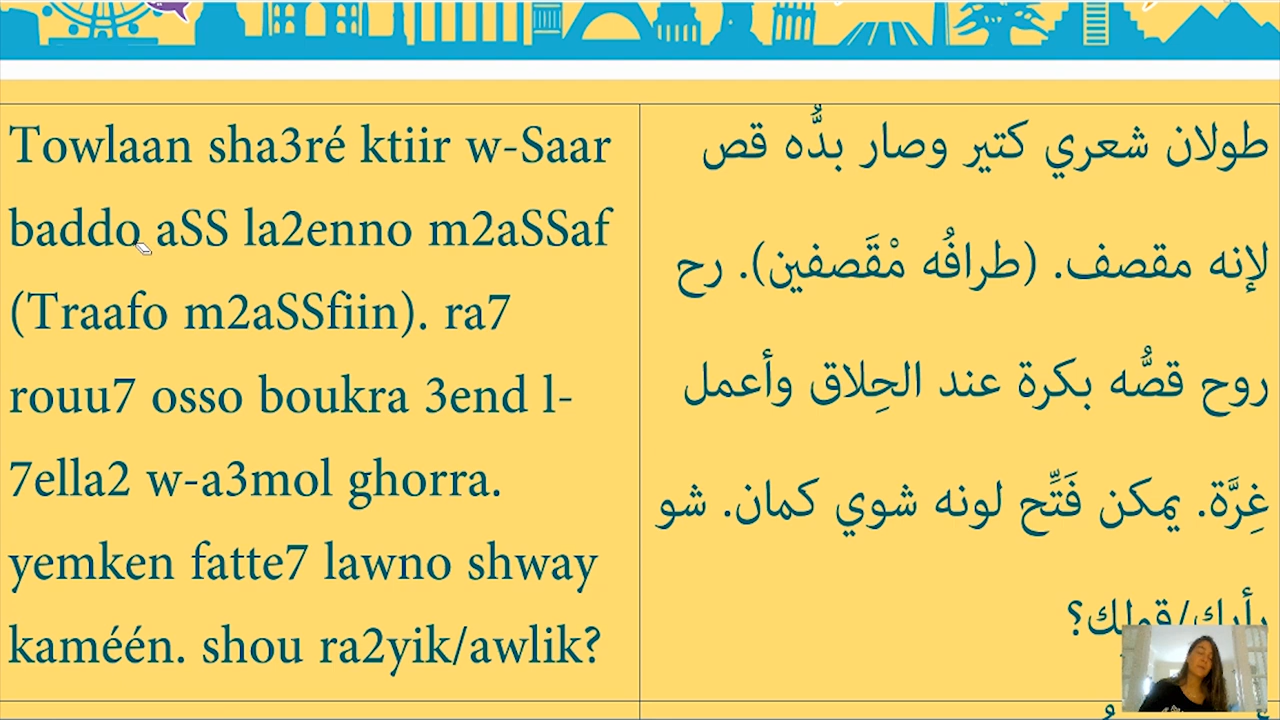 Towlaan sha3ré ktiir w-Saar
baddo aSS la2enno m2aSSaf
(Traafo m2aSSfiin). ra7
rouu7 osso boukra 3end l-
7ella2 w-a3mol ghorra.
yemken fatte7 lawno shway
kaméén. shou ra2yik/awlik?
طولان شعري كتير وصار بدُّه قص
لإنه مقصف. (طرافُه مْقَصفين). رح
روح قصُّه بكرة عند الحِلاق وأعمل
غِرَّة. يمكن فَتِّح لونه شوي كمان. شو
رأيك/قولك؟